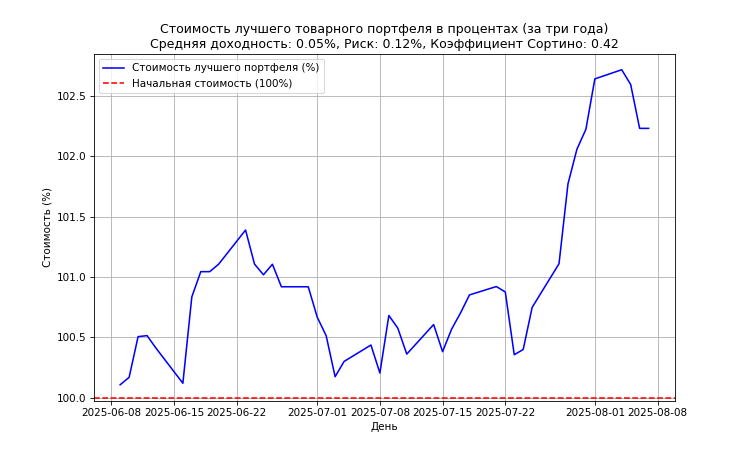 Стоимость лучшего товарного портфеля в процентах (за три года)
Средняя доходность: 0.05%, Риск: 0.12%, Коэффициент Сортино: 0.42
Стоимость лучшего портфеля (%)
Начальная стоимость (100%)
102.5
102.0
101.5
101.0
100.5
100.0
Стоимость (%)
2025-06-08 2025-06-15 2025-06-22 2025-07-01 2025-07-08 2025-07-15 2025-07-22 2025-08-01 2025-08-08
День